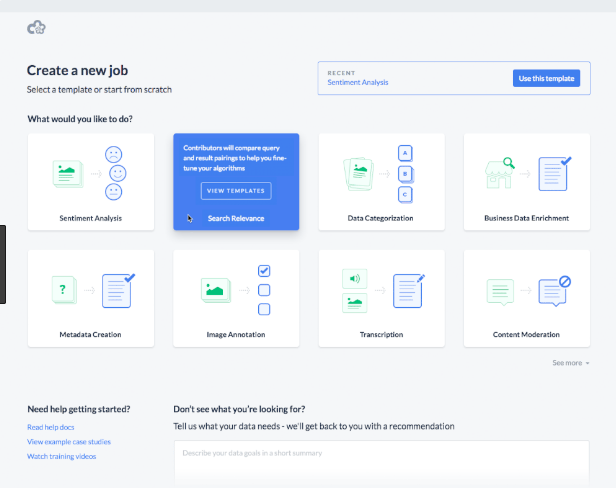 Create a new job
Select a template or start from scratch
RECENT
Sentiment Analysis
Use this template
What would you like to do?
Sentiment Analysis
Contributors will compare query
and result pairings to help you fine-
tune your algorithms
VIEW TEMPLATES
Search Relevance
A
B
C
Data Categorization
Business Data Enrichment
?
Metadata Creation
Image Annotation
Transcription
Content Moderation
See more
Need help getting started?
Read help docs
View example case studies
Watch training videos
Don't see what you're looking for?
Tell us what your data needs - we'll get back to you with a recommendation
Describe your data goals in a short summary